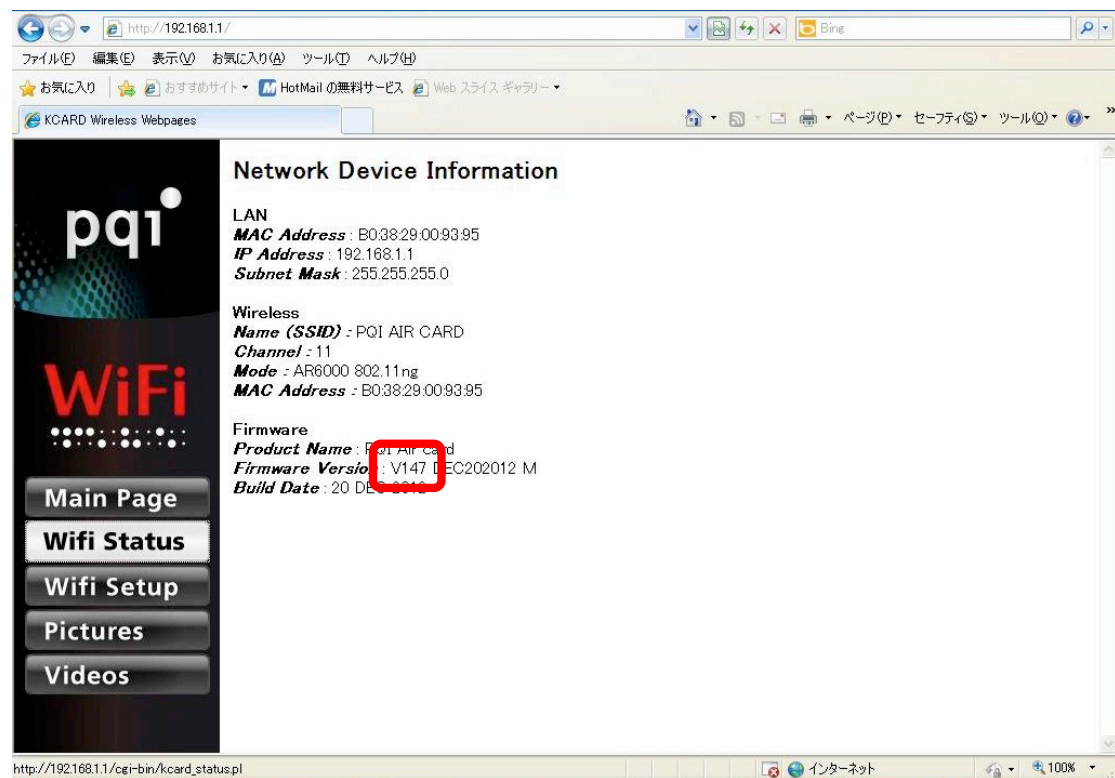 http://192.168.1.1/
Bing
ファイル(F) 編集(E) 表示(V) お気に入り(A) ツール(T) ヘルプ(H)
お気に入り おすすめサイト HotMail の無料サービス Web スライス ギャラリー
KCARD Wireless Webpages
ページ(P) セーフティ(S) ツール(O) »
pqi
WiFi
Main Page
Wifi Status
Wifi Setup
Pictures
Videos
Network Device Information
LAN
MAC Address : B0:38:29:00:93:95
IP Address : 192.168.1.1
Subnet Mask : 255.255.255.0
Wireless
Name (SSID) : PQI AIR CARD
Channel : 11
Mode : AR6000 802.11ng
MAC Address : B0:38:29:00:93:95
Firmware
Product Name : PQI Air card
Firmware Version : V147 DEC202012 M
Build Date : 20 DEC 2012
http://192.168.1.1/cgi-bin/kcard_status.pl
インターネット
100%